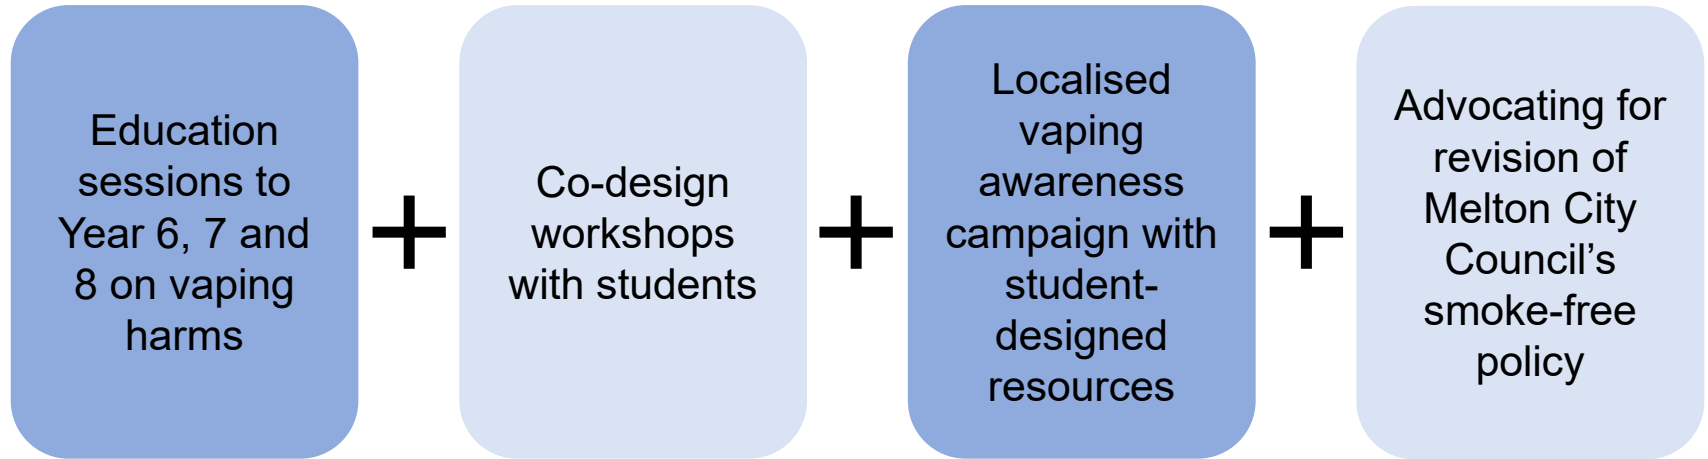 Education
sessions to
Year 6, 7 and
8 on vaping
harms
+
Co-design
workshops
with students
+
Localised
vaping
awareness
campaign with
student-
designed
resources
+
Advocating for
revision of
Melton City
Council’s
smoke-free
policy